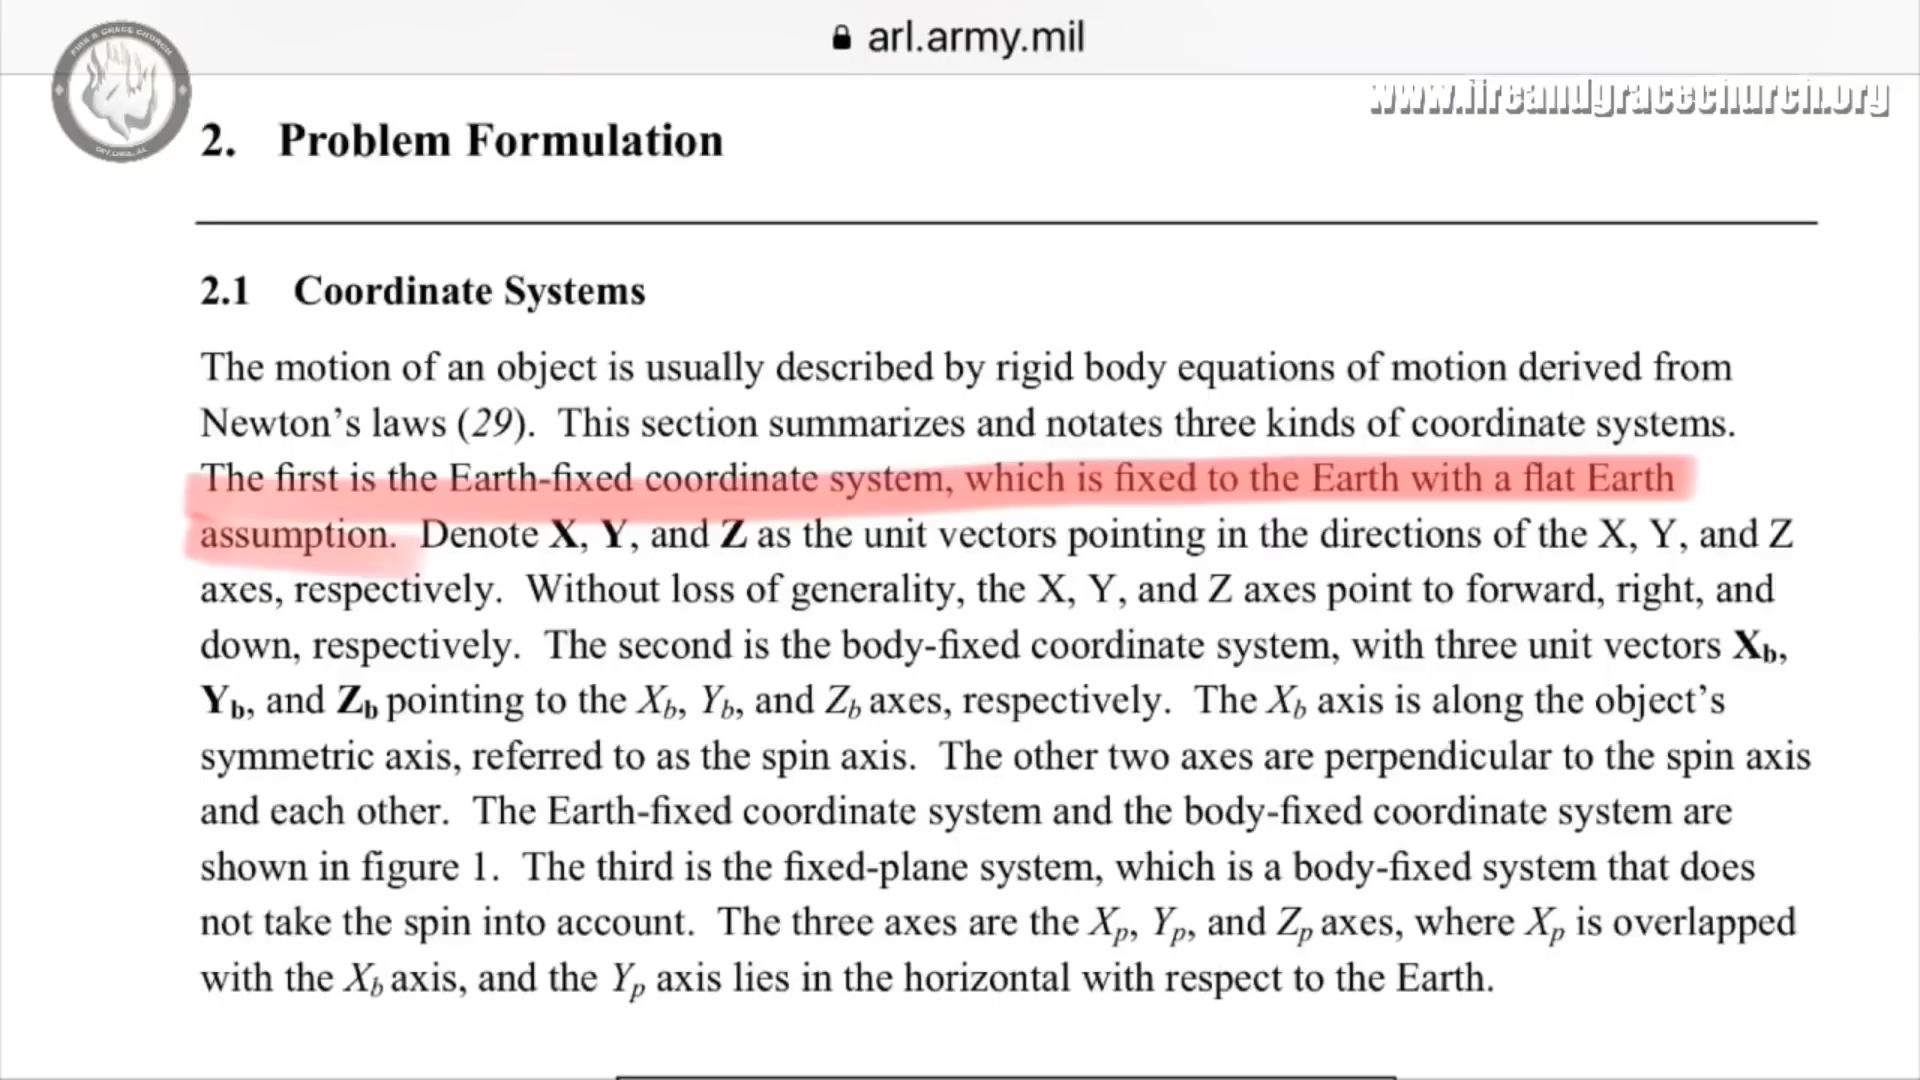 arl.army.mil
FIRE & GRACE CHURCH
www.fireandgracechurch.org
2. Problem Formulation
2.1 Coordinate Systems
The motion of an object is usually described by rigid body equations of motion derived from
Newton's laws (29). This section summarizes and notates three kinds of coordinate systems.
The first is the Earth-fixed coordinate system, which is fixed to the Earth with a flat Earth
assumption. Denote X, Y, and Z as the unit vectors pointing in the directions of the X, Y, and Z
axes, respectively. Without loss of generality, the X, Y, and Z axes point to forward, right, and
down, respectively. The second is the body-fixed coordinate system, with three unit vectors Xb,
Yb, and Zb pointing to the Xb, Yb, and Zb axes, respectively. The Xb axis is along the object's
symmetric axis, referred to as the spin axis. The other two axes are perpendicular to the spin axis
and each other. The Earth-fixed coordinate system and the body-fixed coordinate system are
shown in figure 1. The third is the fixed-plane system, which is a body-fixed system that does
not take the spin into account. The three axes are the Xp, Yp, and Zp axes, where Xp is overlapped
with the Xb axis, and the Yp axis lies in the horizontal with respect to the Earth.